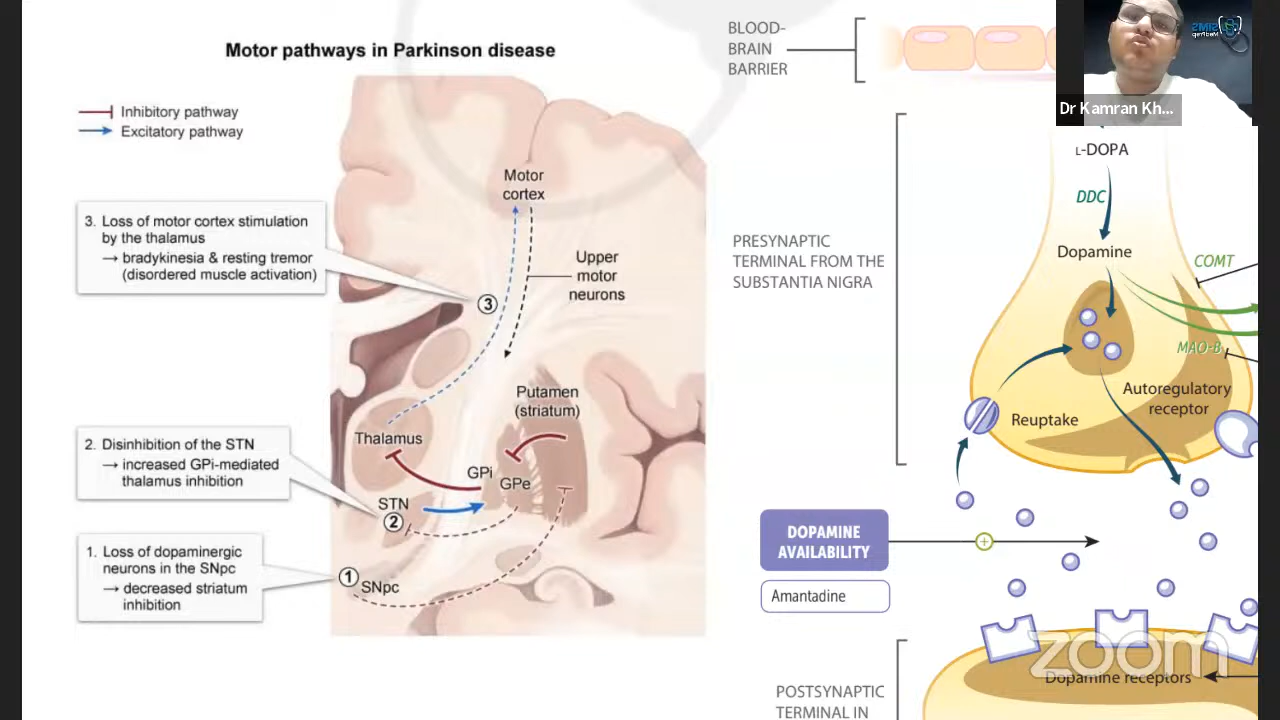 Motor pathways in Parkinson disease
Inhibitory pathway
Excitatory pathway
Motor
cortex
3. Loss of motor cortex stimulation
by the thalamus
→ bradykinesia & resting tremor
(disordered muscle activation)
Upper
motor
neurons
3
Putamen
(striatum)
Thalamus
2. Disinhibition of the STN
→ increased GPi-mediated
thalamus inhibition
GPi
GPe
STN
2
1. Loss of dopaminergic
neurons in the SNpc
→ decreased striatum
inhibition
1
SNpc
BLOOD-
BRAIN
BARRIER
Dr Kamran Kh...
L-DOPA
DDC
PRESYNAPTIC
TERMINAL FROM THE
SUBSTANTIA NIGRA
Dopamine
COMT
MAO-B
Autoregulatory
receptor
Reuptake
DOPAMINE
AVAILABILITY
+
Amantadine
zoom
Dopamine receptors
POSTSYNAPTIC
TERMINAL IN